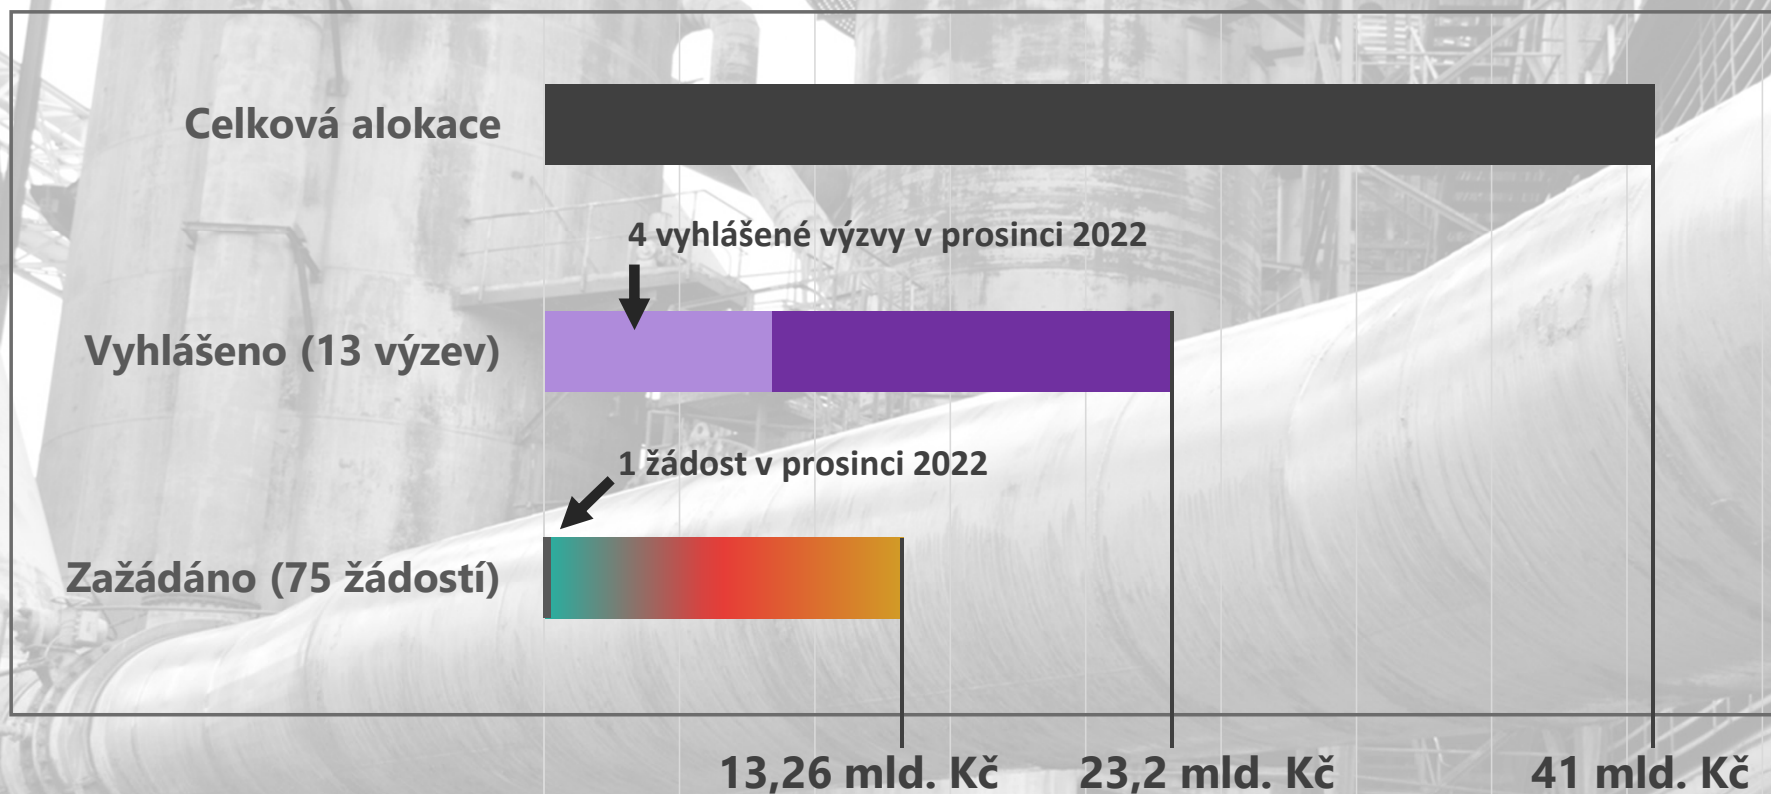 Celková alokace
4 vyhlášené výzvy v prosinci 2022
Vyhlášeno (13 výzev)
1 žádost v prosinci 2022
Zažádáno (75 žádostí)
13,26 mld. Kč
23,2 mld. Kč
41 mld. Kč